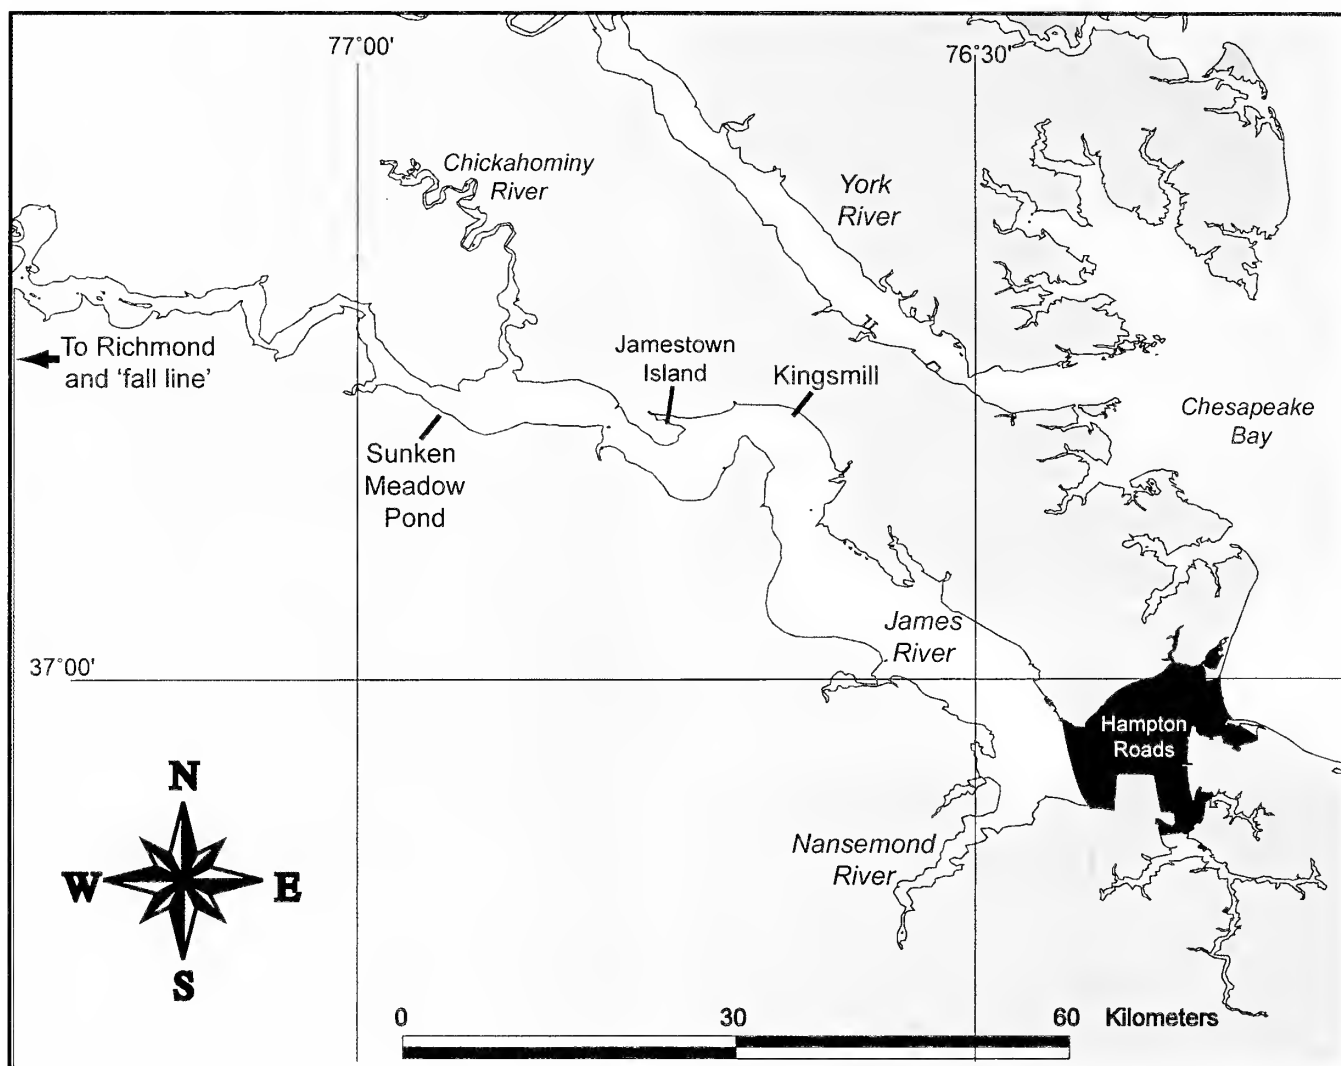 77°00'
76°30'
Chickahominy
River
York
River
To Richmond
and 'fall line'
Jamestown
Island
Kingsmill
Chesapeake
Bay
Sunken
Meadow
Pond
James
River
37°00'
Hampton
Roads
Nansemond
River
N
W E
S
0 30 60 Kilometers